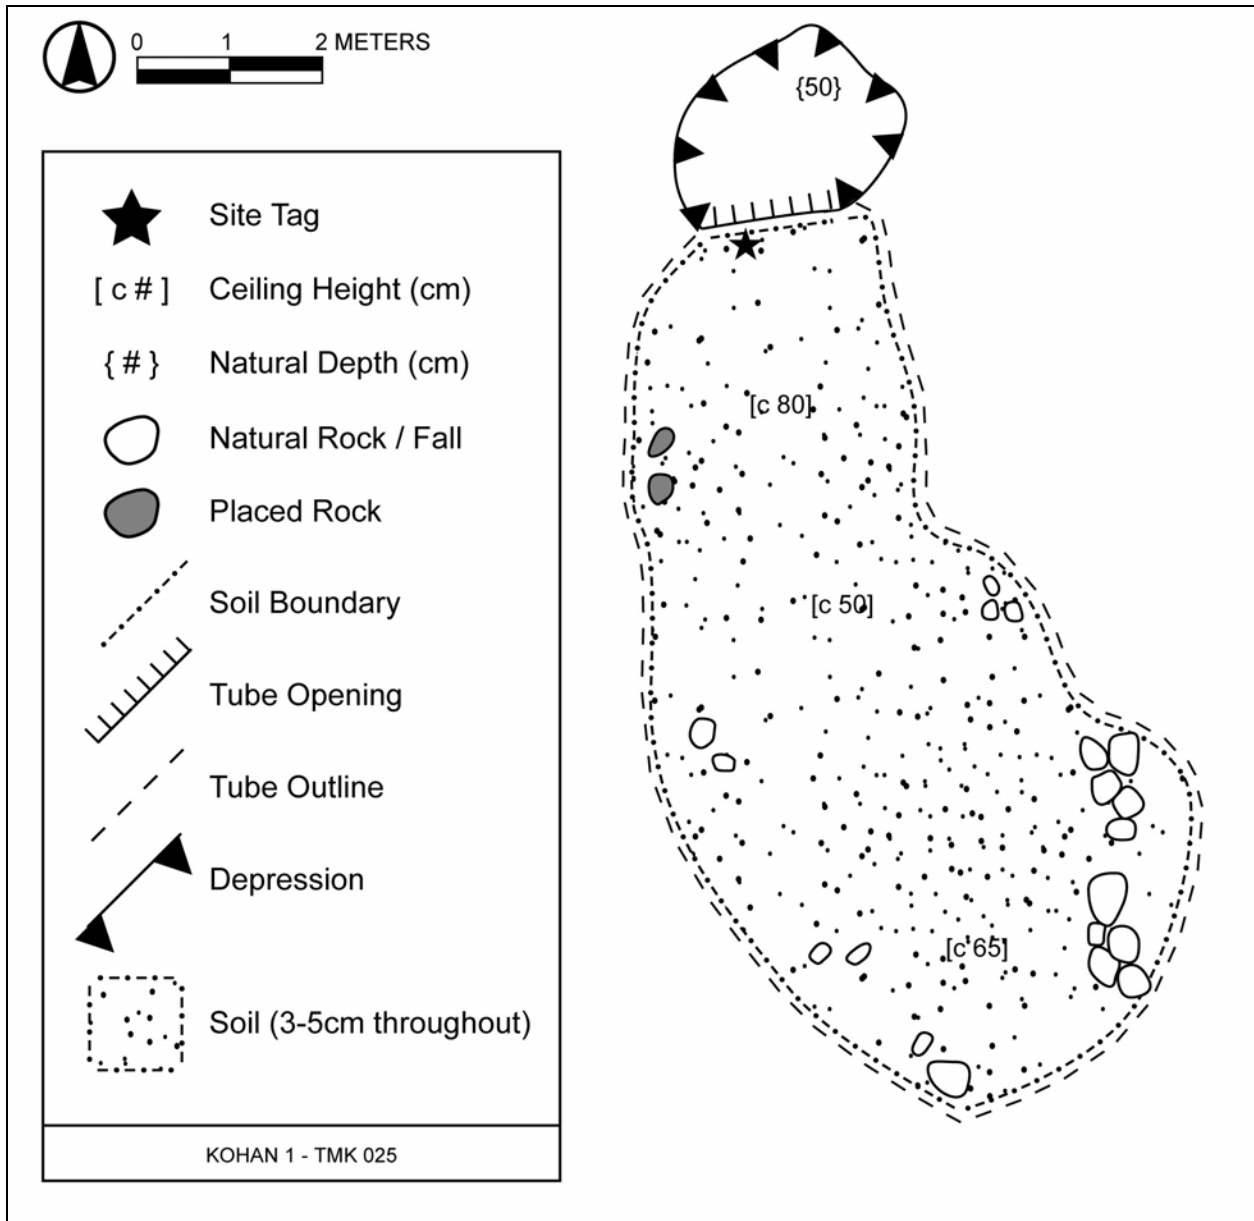 0 1 2 METERS
{50}
Site Tag
[ c # ] Ceiling Height (cm)
{ # } Natural Depth (cm)
Natural Rock / Fall
Placed Rock
Soil Boundary
Tube Opening
Tube Outline
Depression
Soil (3-5cm throughout)
KOHAN 1 - TMK 025
[c 80]
[c 50]
[c 65]